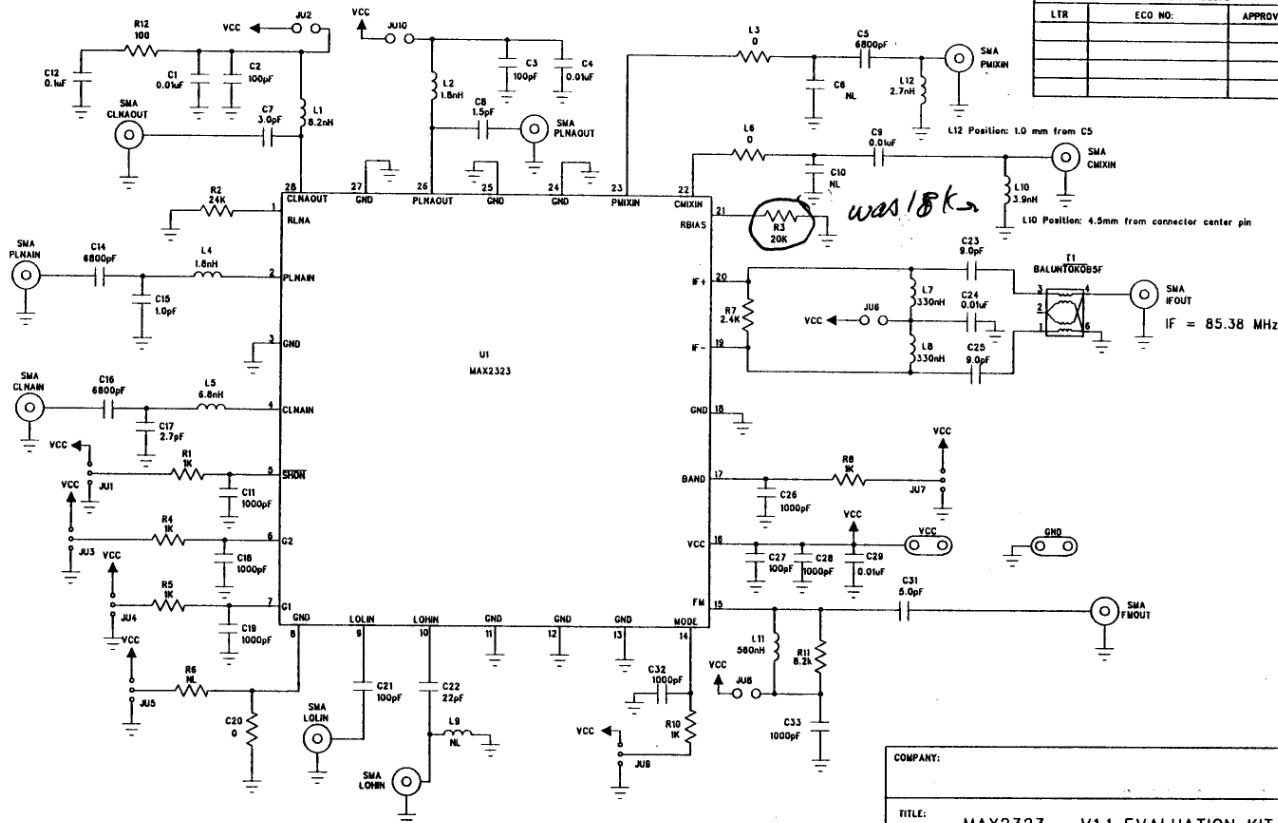 LTR ECO NO: APPROV
R12
100
VCC
JU2
C12
0.1uF
C1
0.01uF
C2
100pF
L1
8.2nH
C7
3.0pF
SMA
CLNAOUT
VCC
JU10
L2
1.8nH
C3
100pF
C4
0.01uF
C8
1.5pF
SMA
PLNAOUT
L3
0
C5
6800pF
C6
NL
L12
2.7nH
SMA
PMIXIN
L12 Position: 1.0 mm from C5
L6
0
C9
0.01uF
C10
NL
SMA
CMIXIN
L10
3.9nH
L10 Position: 4.5mm from connector center pin
28 27 26 25 24 23 22
CLNAOUT GND PLNAOUT GND GND PMIXIN CMIXIN
R2
24K
1
RLNA
21
RBIAS
R3
20K
was 18K
SMA
PLNAIN
C14
6800pF
L4
1.8nH
C15
1.0pF
2
PLNAIN
3
GND
SMA
CLNAIN
C16
6800pF
L5
6.8nH
C17
2.7pF
4
CLNAIN
U1
MAX2323
20
IF+
R7
2.4K
19
IF-
L7
330nH
L8
330nH
VCC
JU6
C23
9.0pF
C24
0.01uF
C25
9.0pF
T1
BALUNTOKOB5F
3 4
2
1 6
SMA
IFOUT
IF = 85.38 MHz
18
GND
VCC
R1
1K
JU1
5
SHDN
C11
1000pF
VCC
R4
1K
JU3
6
G2
C18
1000pF
VCC
R5
1K
JU4
7
G1
C19
1000pF
17
BAND
C26
1000pF
R8
1K
VCC
JU7
16
VCC
C27
100pF
C28
1000pF
VCC
C29
0.01uF
VCC
GND
15
FM
C31
5.0pF
SMA
FMOUT
L11
560nH
R11
8.2k
VCC
JU8
C33
1000pF
GND LOLIN LOHIN GND GND GND MODE
8 9 10 11 12 13 14
VCC
R6
NL
JU5
C20
0
C21
100pF
SMA
LOLIN
C22
22pF
L9
NL
SMA
LOHIN
C32
1000pF
R10
1K
VCC
JU9
COMPANY:
TITLE:
MAX2323 V1.1 EVALUATION KIT